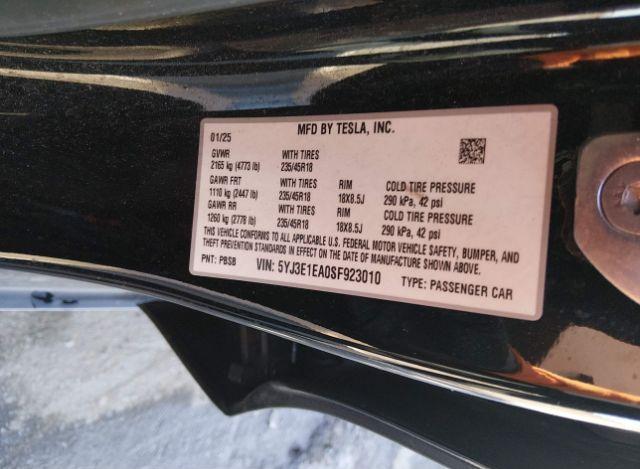 MFD BY TESLA, INC.
01/25
GVWR WITH TIRES
2165 kg (4773 lb) 235/45R18
GAWR FRT WITH TIRES RIM COLD TIRE PRESSURE
1110 kg (2447 lb) 235/45R18 18X8.5J 290 kPa, 42 psi
GAWR RR WITH TIRES RIM COLD TIRE PRESSURE
1260 kg (2778 lb) 235/45R18 18X8.5J 290 kPa, 42 psi
THIS VEHICLE CONFORMS TO ALL APPLICABLE U.S. FEDERAL MOTOR VEHICLE SAFETY, BUMPER, AND
THEFT PREVENTION STANDARDS IN EFFECT ON THE DATE OF MANUFACTURE SHOWN ABOVE.
PNT: PBSB VIN: 5YJ3E1EA0SF923010 TYPE: PASSENGER CAR